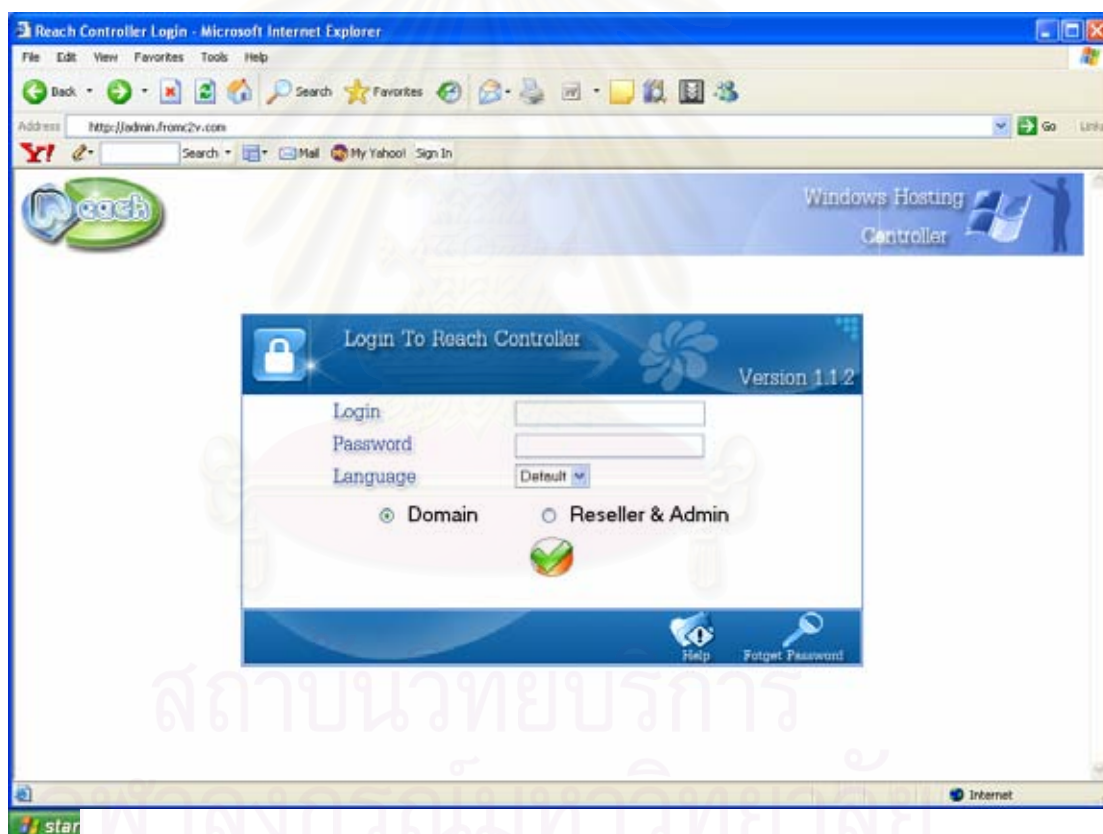 Reach Controller Login - Microsoft Internet Explorer
File Edit View Favorites Tools Help
Back Search Favorites
Address http://admin.fromc2v.com Go Links
Y! Search Mail My Yahoo! Sign In
Reach
Windows Hosting
Controller
Login To Reach Controller
Version 1.1.2
Login
Password
Language Default
Domain Reseller & Admin
Help Fotget Password
สถาบันวิทยบริการ
จุฬาลงกรณ์มหาวิทยาลัย
Internet
star